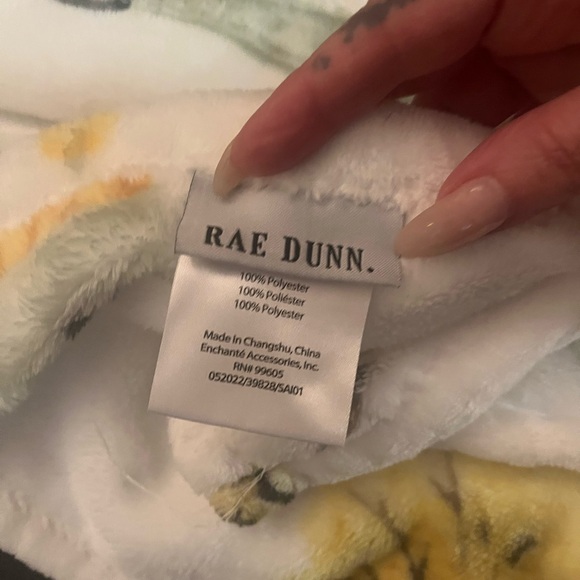 RAE DUNN.
100% Polyester
100% Poliéster
100% Polyester
Made In Changshu, China
Enchanté Accessories, Inc.
RN# 99605
052022/39828/SAI01